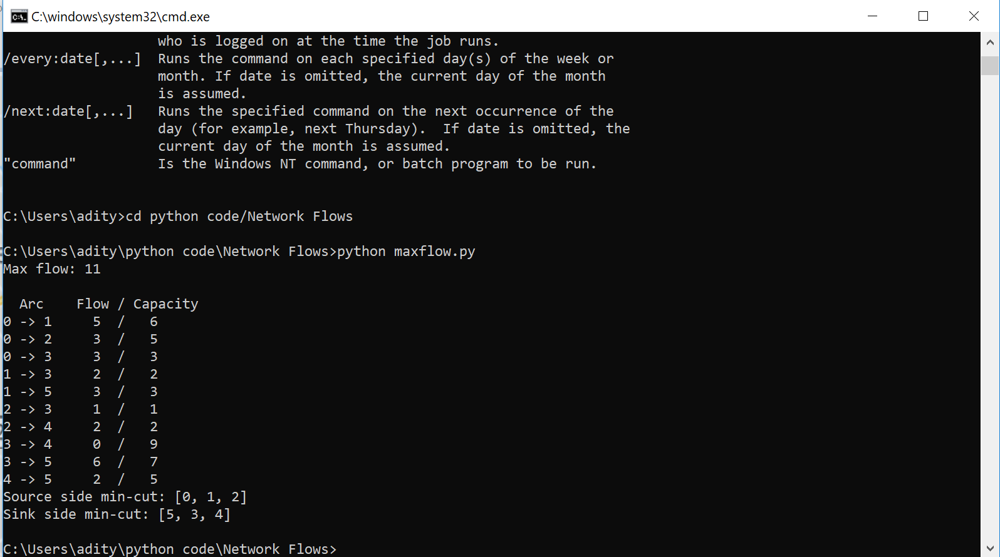 C:\windows\system32\cmd.exe
who is logged on at the time the job runs.
/every:date[,...]  Runs the command on each specified day(s) of the week or
month. If date is omitted, the current day of the month
is assumed.
/next:date[,...]   Runs the specified command on the next occurrence of the
day (for example, next Thursday).  If date is omitted, the
current day of the month is assumed.
"command"          Is the Windows NT command, or batch program to be run.
C:\Users\adity>cd python code/Network Flows
C:\Users\adity\python code\Network Flows>python maxflow.py
Max flow: 11
Arc    Flow / Capacity
0 -> 1     5  /   6
0 -> 2     3  /   5
0 -> 3     3  /   3
1 -> 3     2  /   2
1 -> 5     3  /   3
2 -> 3     1  /   1
2 -> 4     2  /   2
3 -> 4     0  /   9
3 -> 5     6  /   7
4 -> 5     2  /   5
Source side min-cut: [0, 1, 2]
Sink side min-cut: [5, 3, 4]
C:\Users\adity\python code\Network Flows>